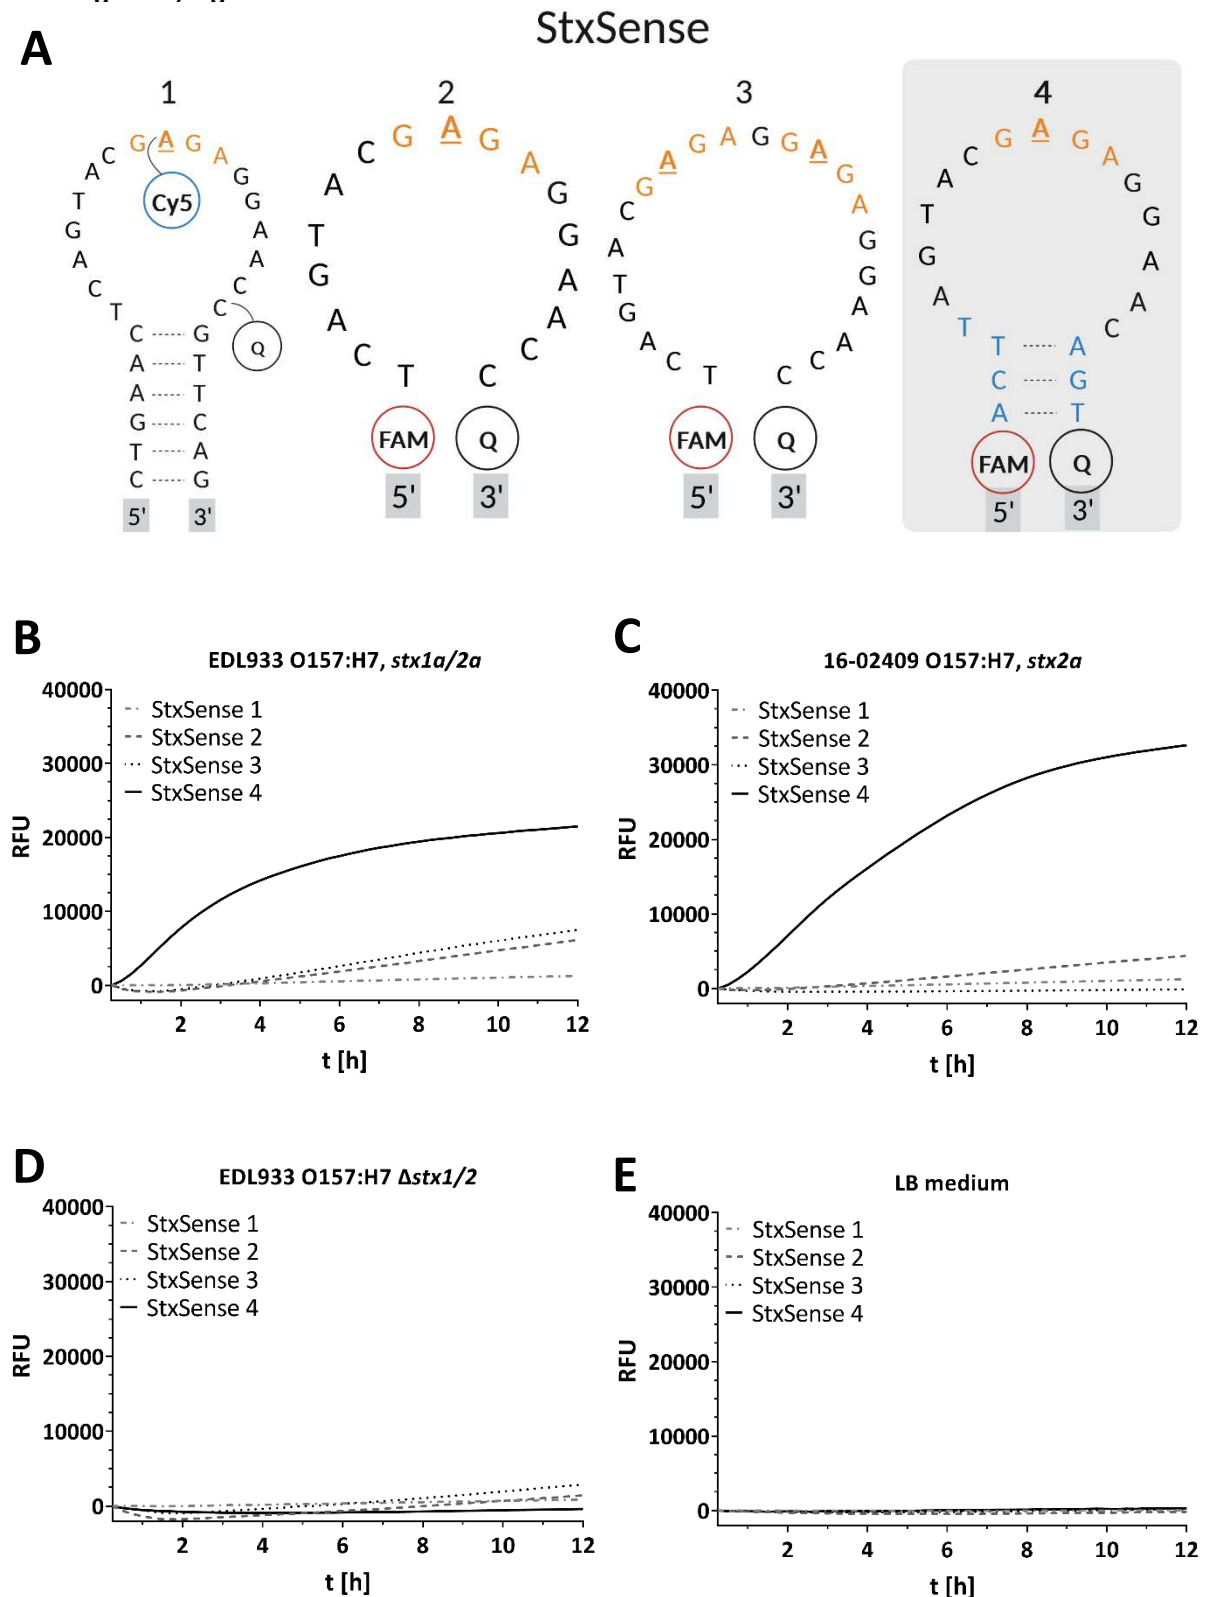 StxSense
A
1
2
3
4
C G A G A
A G
T G
G A
A A
C C
T C
Cy5
Q
C G
A T
A T
G C
T A
C G
5' 3'
C G A G A
A G
T G
G A
A A
C C
T C
FAM Q
5' 3'
G A G A G G A G A
C G
A G
T A
G A
A C
C C
T
FAM Q
5' 3'
C G A G A
A G
T G
G A
A A
T C
T A
C G
A T
FAM Q
5' 3'
B
EDL933 O157:H7, stx1a/2a
40000
30000
20000
10000
0
RFU
StxSense 1
StxSense 2
StxSense 3
StxSense 4
2 4 6 8 10 12
t [h]
C
16-02409 O157:H7, stx2a
40000
30000
20000
10000
0
RFU
StxSense 1
StxSense 2
StxSense 3
StxSense 4
2 4 6 8 10 12
t [h]
D
EDL933 O157:H7 Δstx1/2
40000
30000
20000
10000
0
RFU
StxSense 1
StxSense 2
StxSense 3
StxSense 4
2 4 6 8 10 12
t [h]
E
LB medium
40000
30000
20000
10000
0
RFU
StxSense 1
StxSense 2
StxSense 3
StxSense 4
2 4 6 8 10 12
t [h]